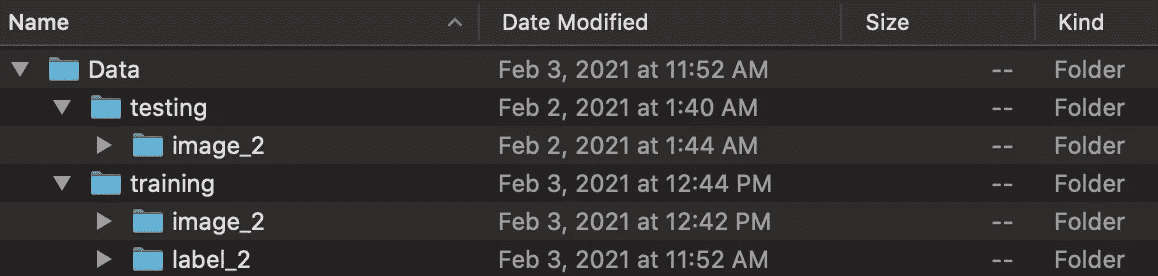 Name Date Modified Size Kind
Data Feb 3, 2021 at 11:52 AM -- Folder
testing Feb 2, 2021 at 1:40 AM -- Folder
image_2 Feb 2, 2021 at 1:44 AM -- Folder
training Feb 3, 2021 at 12:44 PM -- Folder
image_2 Feb 3, 2021 at 12:42 PM -- Folder
label_2 Feb 3, 2021 at 11:52 AM -- Folder